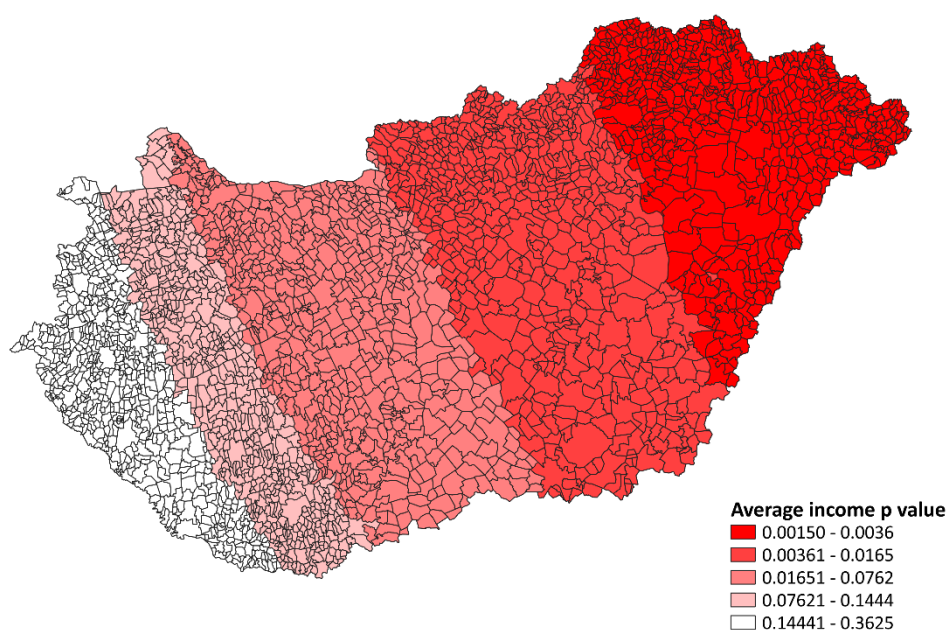 Average income p value
0.00150 - 0.0036
0.00361 - 0.0165
0.01651 - 0.0762
0.07621 - 0.1444
0.14441 - 0.3625